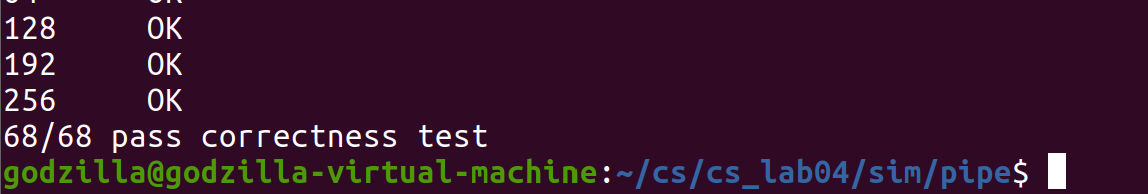 128 OK
192 OK
256 OK
68/68 pass correctness test
godzilla@godzilla-virtual-machine:~/cs/cs_lab04/sim/pipe$